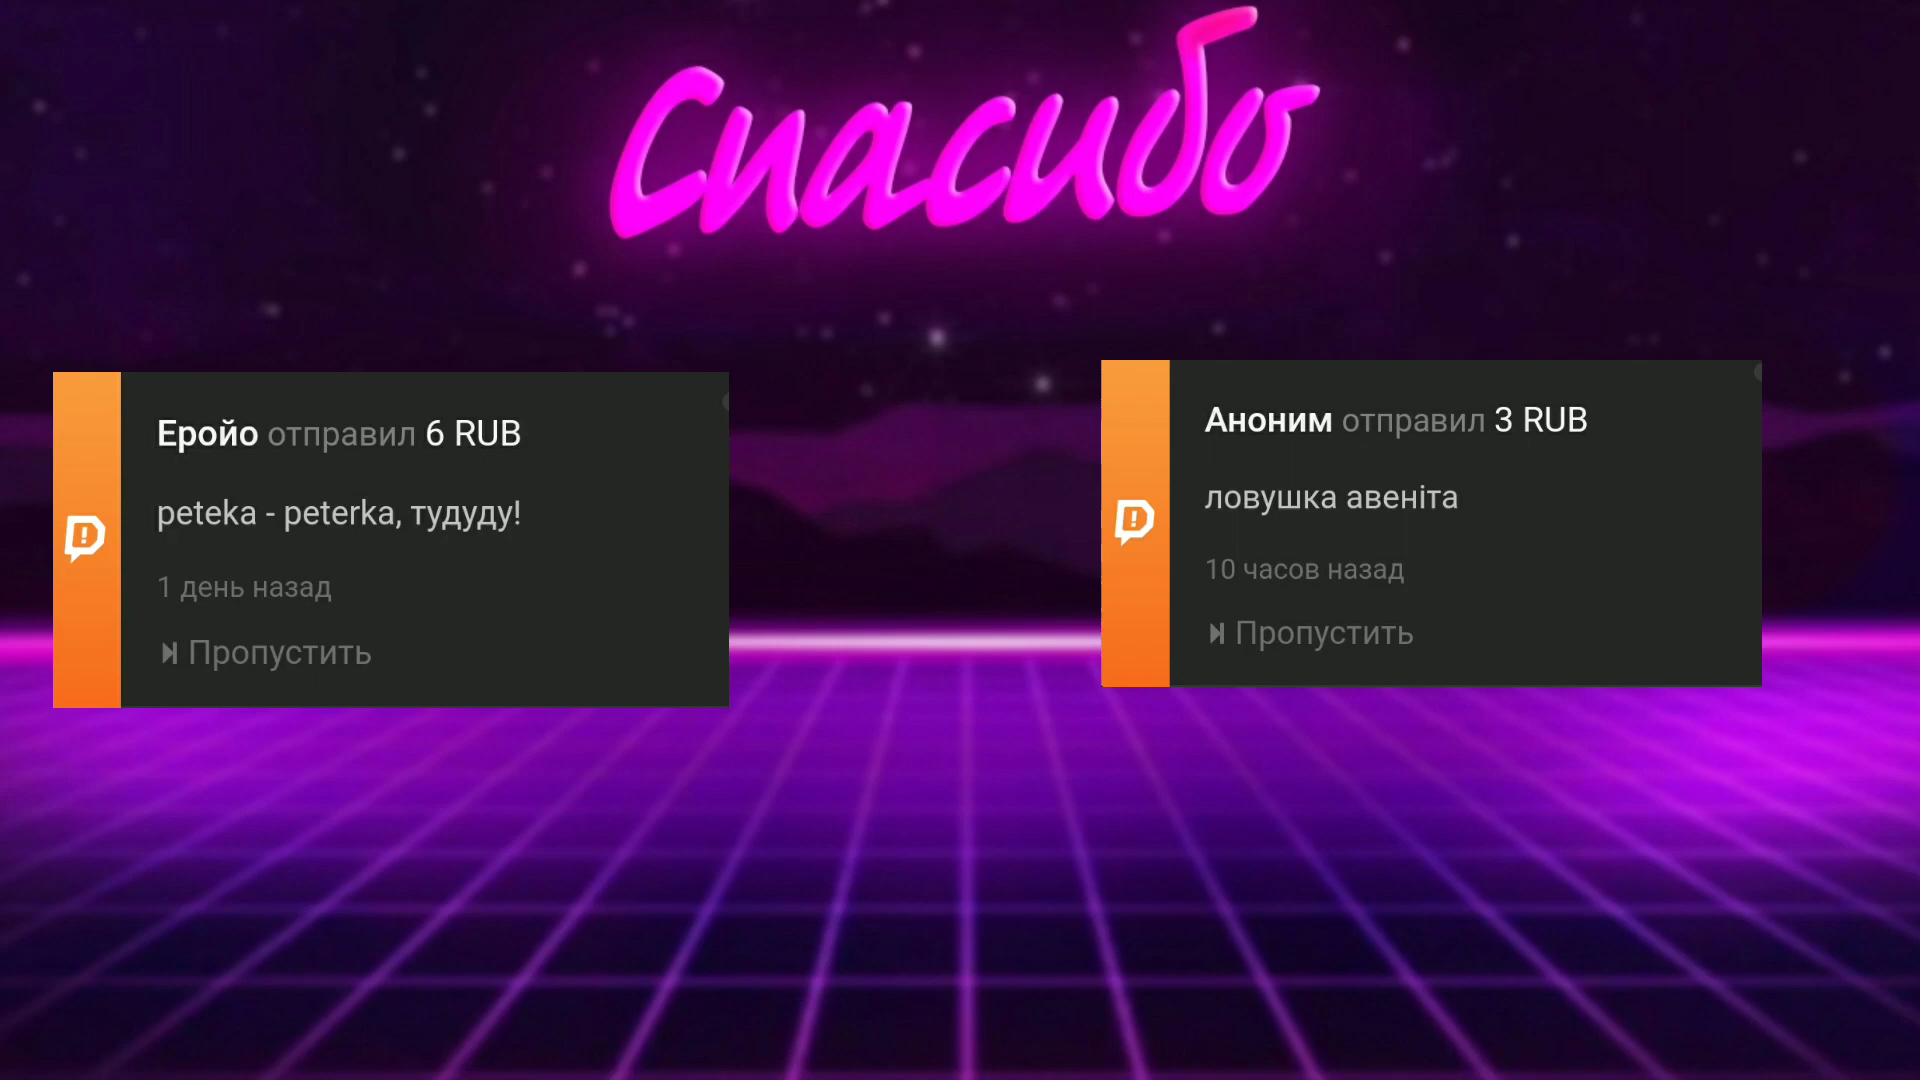 Спасибо
Еройо отправил 6 RUB
peteka - peterka, тудуду!
1 день назад
Пропустить
Аноним отправил 3 RUB
ловушка авеніта
10 часов назад
Пропустить